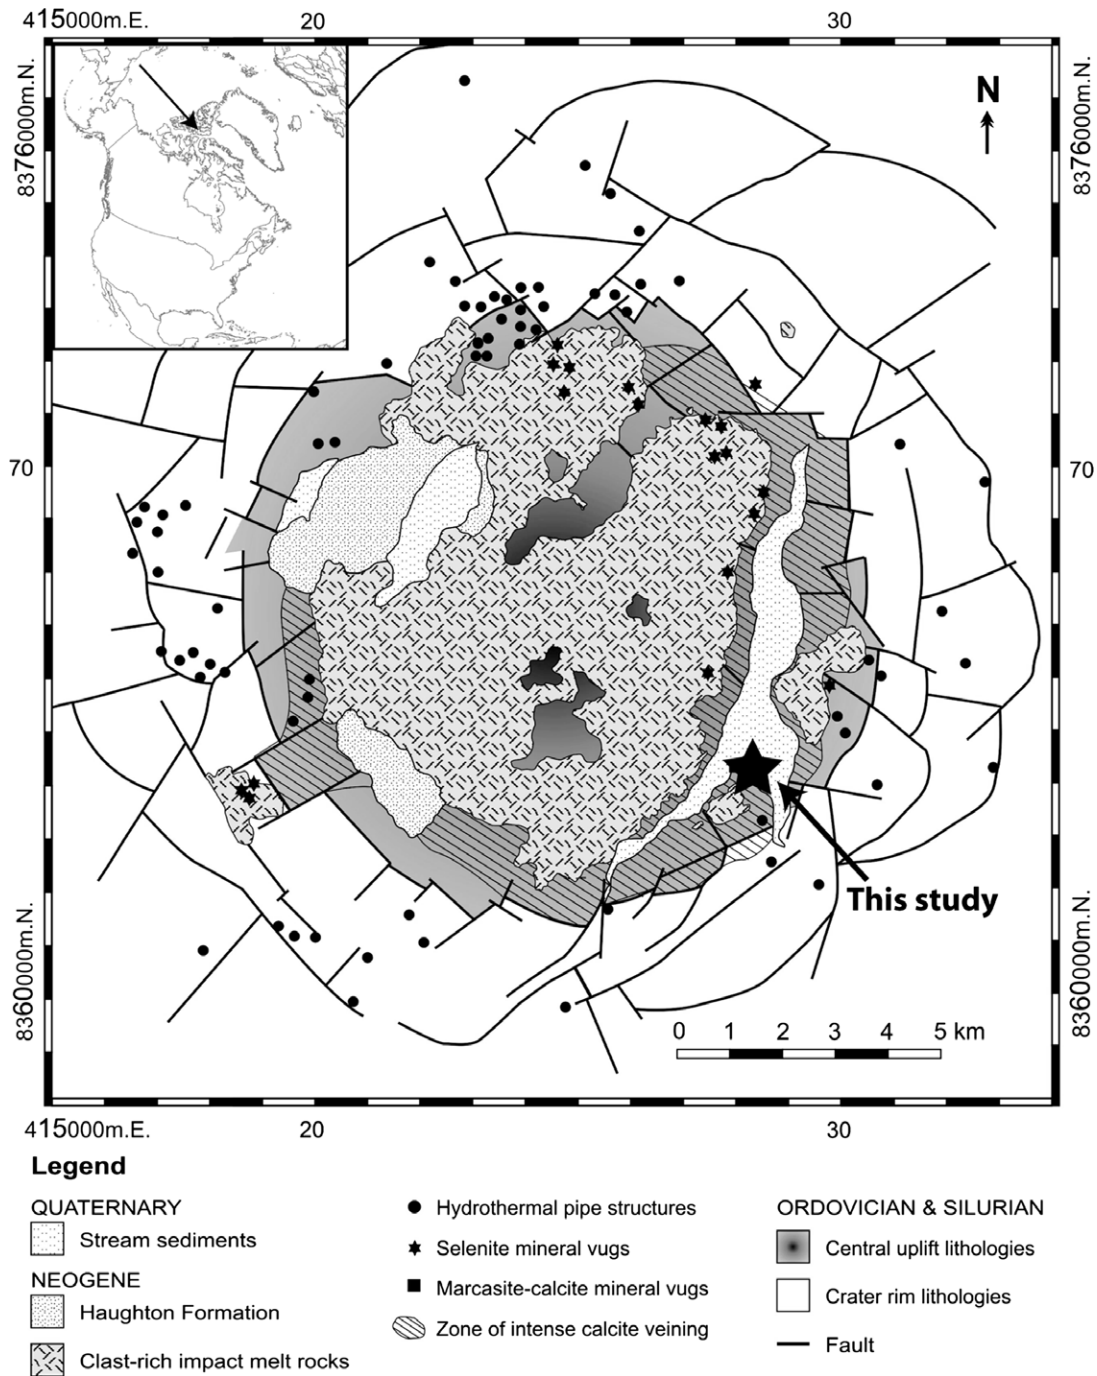 415000m.E.
20
30
8376000m.N.
8376000m.N.
N
70
70
This study
8360000m.N.
8360000m.N.
0 1 2 3 4 5 km
415000m.E.
20
30
Legend
QUATERNARY
Stream sediments
NEOGENE
Haughton Formation
Clast-rich impact melt rocks
Hydrothermal pipe structures
Selenite mineral vugs
Marcasite-calcite mineral vugs
Zone of intense calcite veining
ORDOVICIAN & SILURIAN
Central uplift lithologies
Crater rim lithologies
Fault